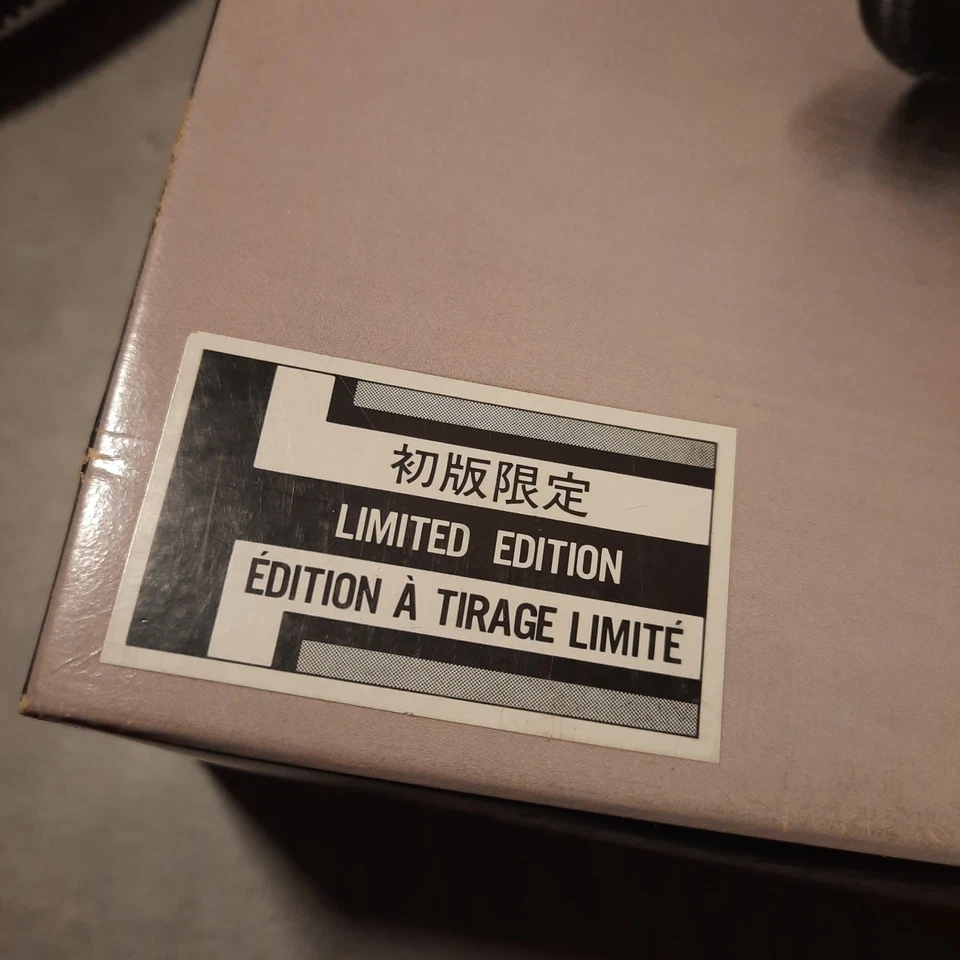 初版限定
LIMITED EDITION
ÉDITION À TIRAGE LIMITÉ